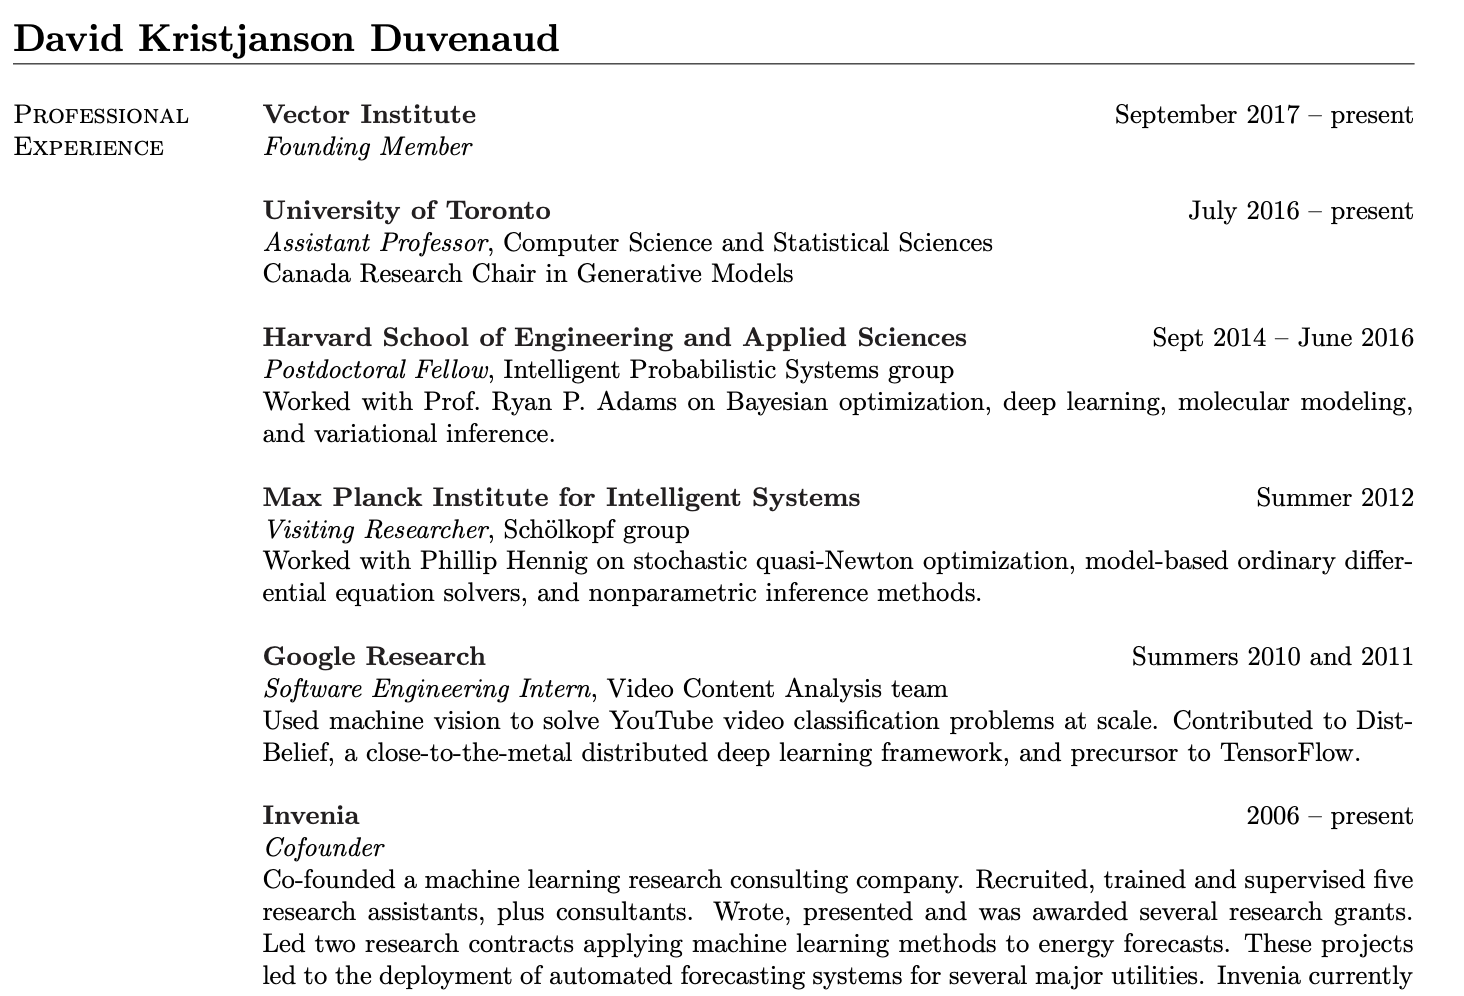 David Kristjanson Duvenaud
Professional Experience
Vector Institute September 2017 – present
Founding Member
University of Toronto July 2016 – present
Assistant Professor, Computer Science and Statistical Sciences
Canada Research Chair in Generative Models
Harvard School of Engineering and Applied Sciences Sept 2014 – June 2016
Postdoctoral Fellow, Intelligent Probabilistic Systems group
Worked with Prof. Ryan P. Adams on Bayesian optimization, deep learning, molecular modeling,
and variational inference.
Max Planck Institute for Intelligent Systems Summer 2012
Visiting Researcher, Schölkopf group
Worked with Phillip Hennig on stochastic quasi-Newton optimization, model-based ordinary differ-
ential equation solvers, and nonparametric inference methods.
Google Research Summers 2010 and 2011
Software Engineering Intern, Video Content Analysis team
Used machine vision to solve YouTube video classification problems at scale. Contributed to Dist-
Belief, a close-to-the-metal distributed deep learning framework, and precursor to TensorFlow.
Invenia 2006 – present
Cofounder
Co-founded a machine learning research consulting company. Recruited, trained and supervised five
research assistants, plus consultants. Wrote, presented and was awarded several research grants.
Led two research contracts applying machine learning methods to energy forecasts. These projects
led to the deployment of automated forecasting systems for several major utilities. Invenia currently